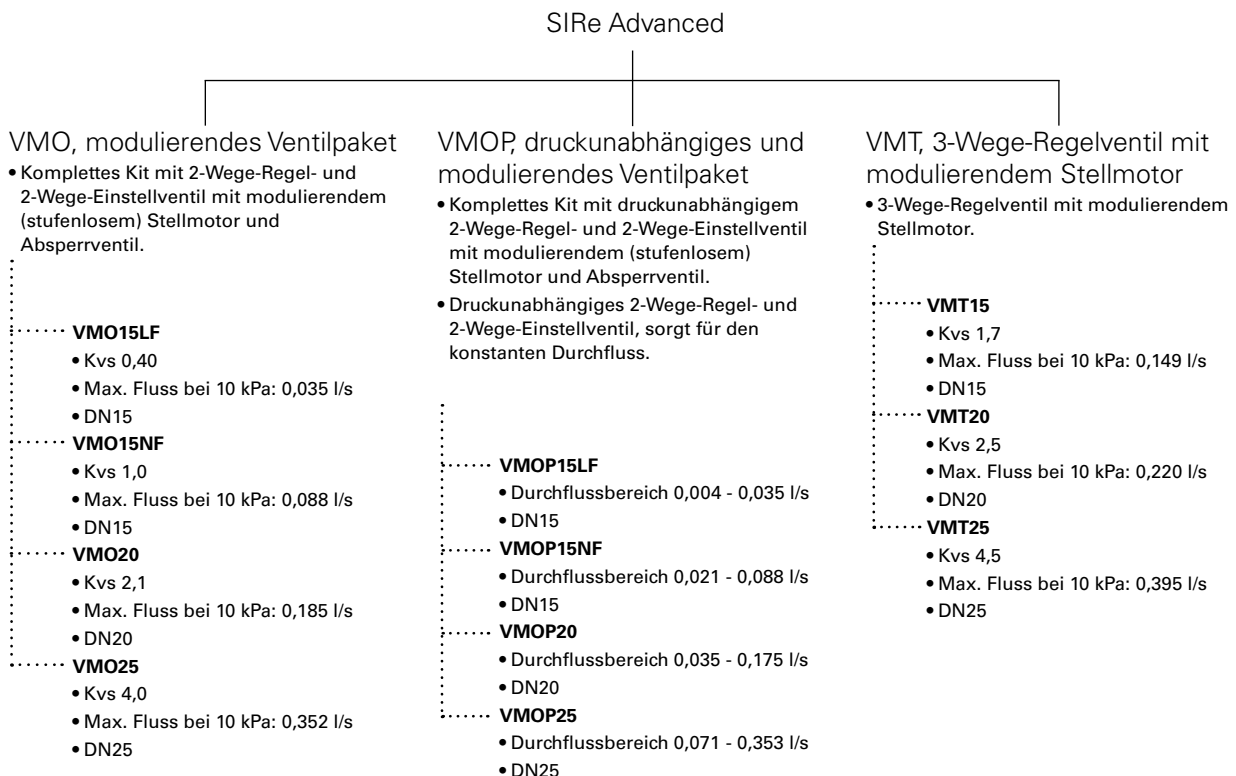 SIRe Advanced
VMO, modulierendes Ventilpaket
• Komplettes Kit mit 2-Wege-Regel- und
2-Wege-Einstellventil mit modulierendem
(stufenlosem) Stellmotor und
Absperrventil.
VMO15LF
• Kvs 0,40
• Max. Fluss bei 10 kPa: 0,035 l/s
• DN15
VMO15NF
• Kvs 1,0
• Max. Fluss bei 10 kPa: 0,088 l/s
• DN15
VMO20
• Kvs 2,1
• Max. Fluss bei 10 kPa: 0,185 l/s
• DN20
VMO25
• Kvs 4,0
• Max. Fluss bei 10 kPa: 0,352 l/s
• DN25
VMOP, druckunabhängiges und
modulierendes Ventilpaket
• Komplettes Kit mit druckunabhängigem
2-Wege-Regel- und 2-Wege-Einstellventil
mit modulierendem (stufenlosem)
Stellmotor und Absperrventil.
• Druckunabhängiges 2-Wege-Regel- und
2-Wege-Einstellventil, sorgt für den
konstanten Durchfluss.
VMOP15LF
• Durchflussbereich 0,004 - 0,035 l/s
• DN15
VMOP15NF
• Durchflussbereich 0,021 - 0,088 l/s
• DN15
VMOP20
• Durchflussbereich 0,035 - 0,175 l/s
• DN20
VMOP25
• Durchflussbereich 0,071 - 0,353 l/s
• DN25
VMT, 3-Wege-Regelventil mit
modulierendem Stellmotor
• 3-Wege-Regelventil mit modulierendem
Stellmotor.
VMT15
• Kvs 1,7
• Max. Fluss bei 10 kPa: 0,149 l/s
• DN15
VMT20
• Kvs 2,5
• Max. Fluss bei 10 kPa: 0,220 l/s
• DN20
VMT25
• Kvs 4,5
• Max. Fluss bei 10 kPa: 0,395 l/s
• DN25